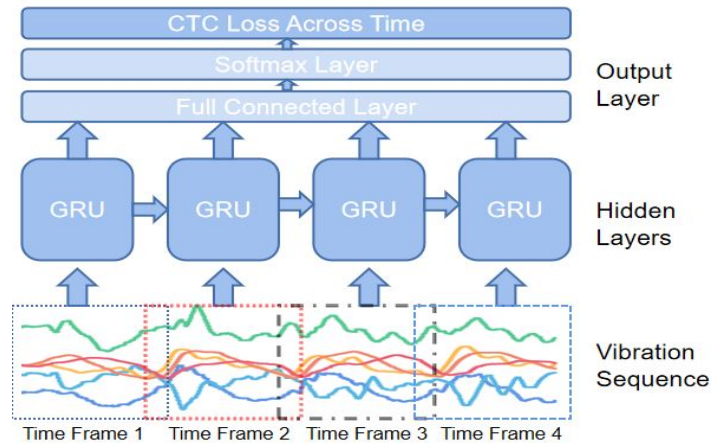 CTC Loss Across Time
Softmax Layer
Full Connected Layer
Output
Layer
GRU GRU GRU GRU
Hidden
Layers
Vibration
Sequence
Time Frame 1 Time Frame 2 Time Frame 3 Time Frame 4